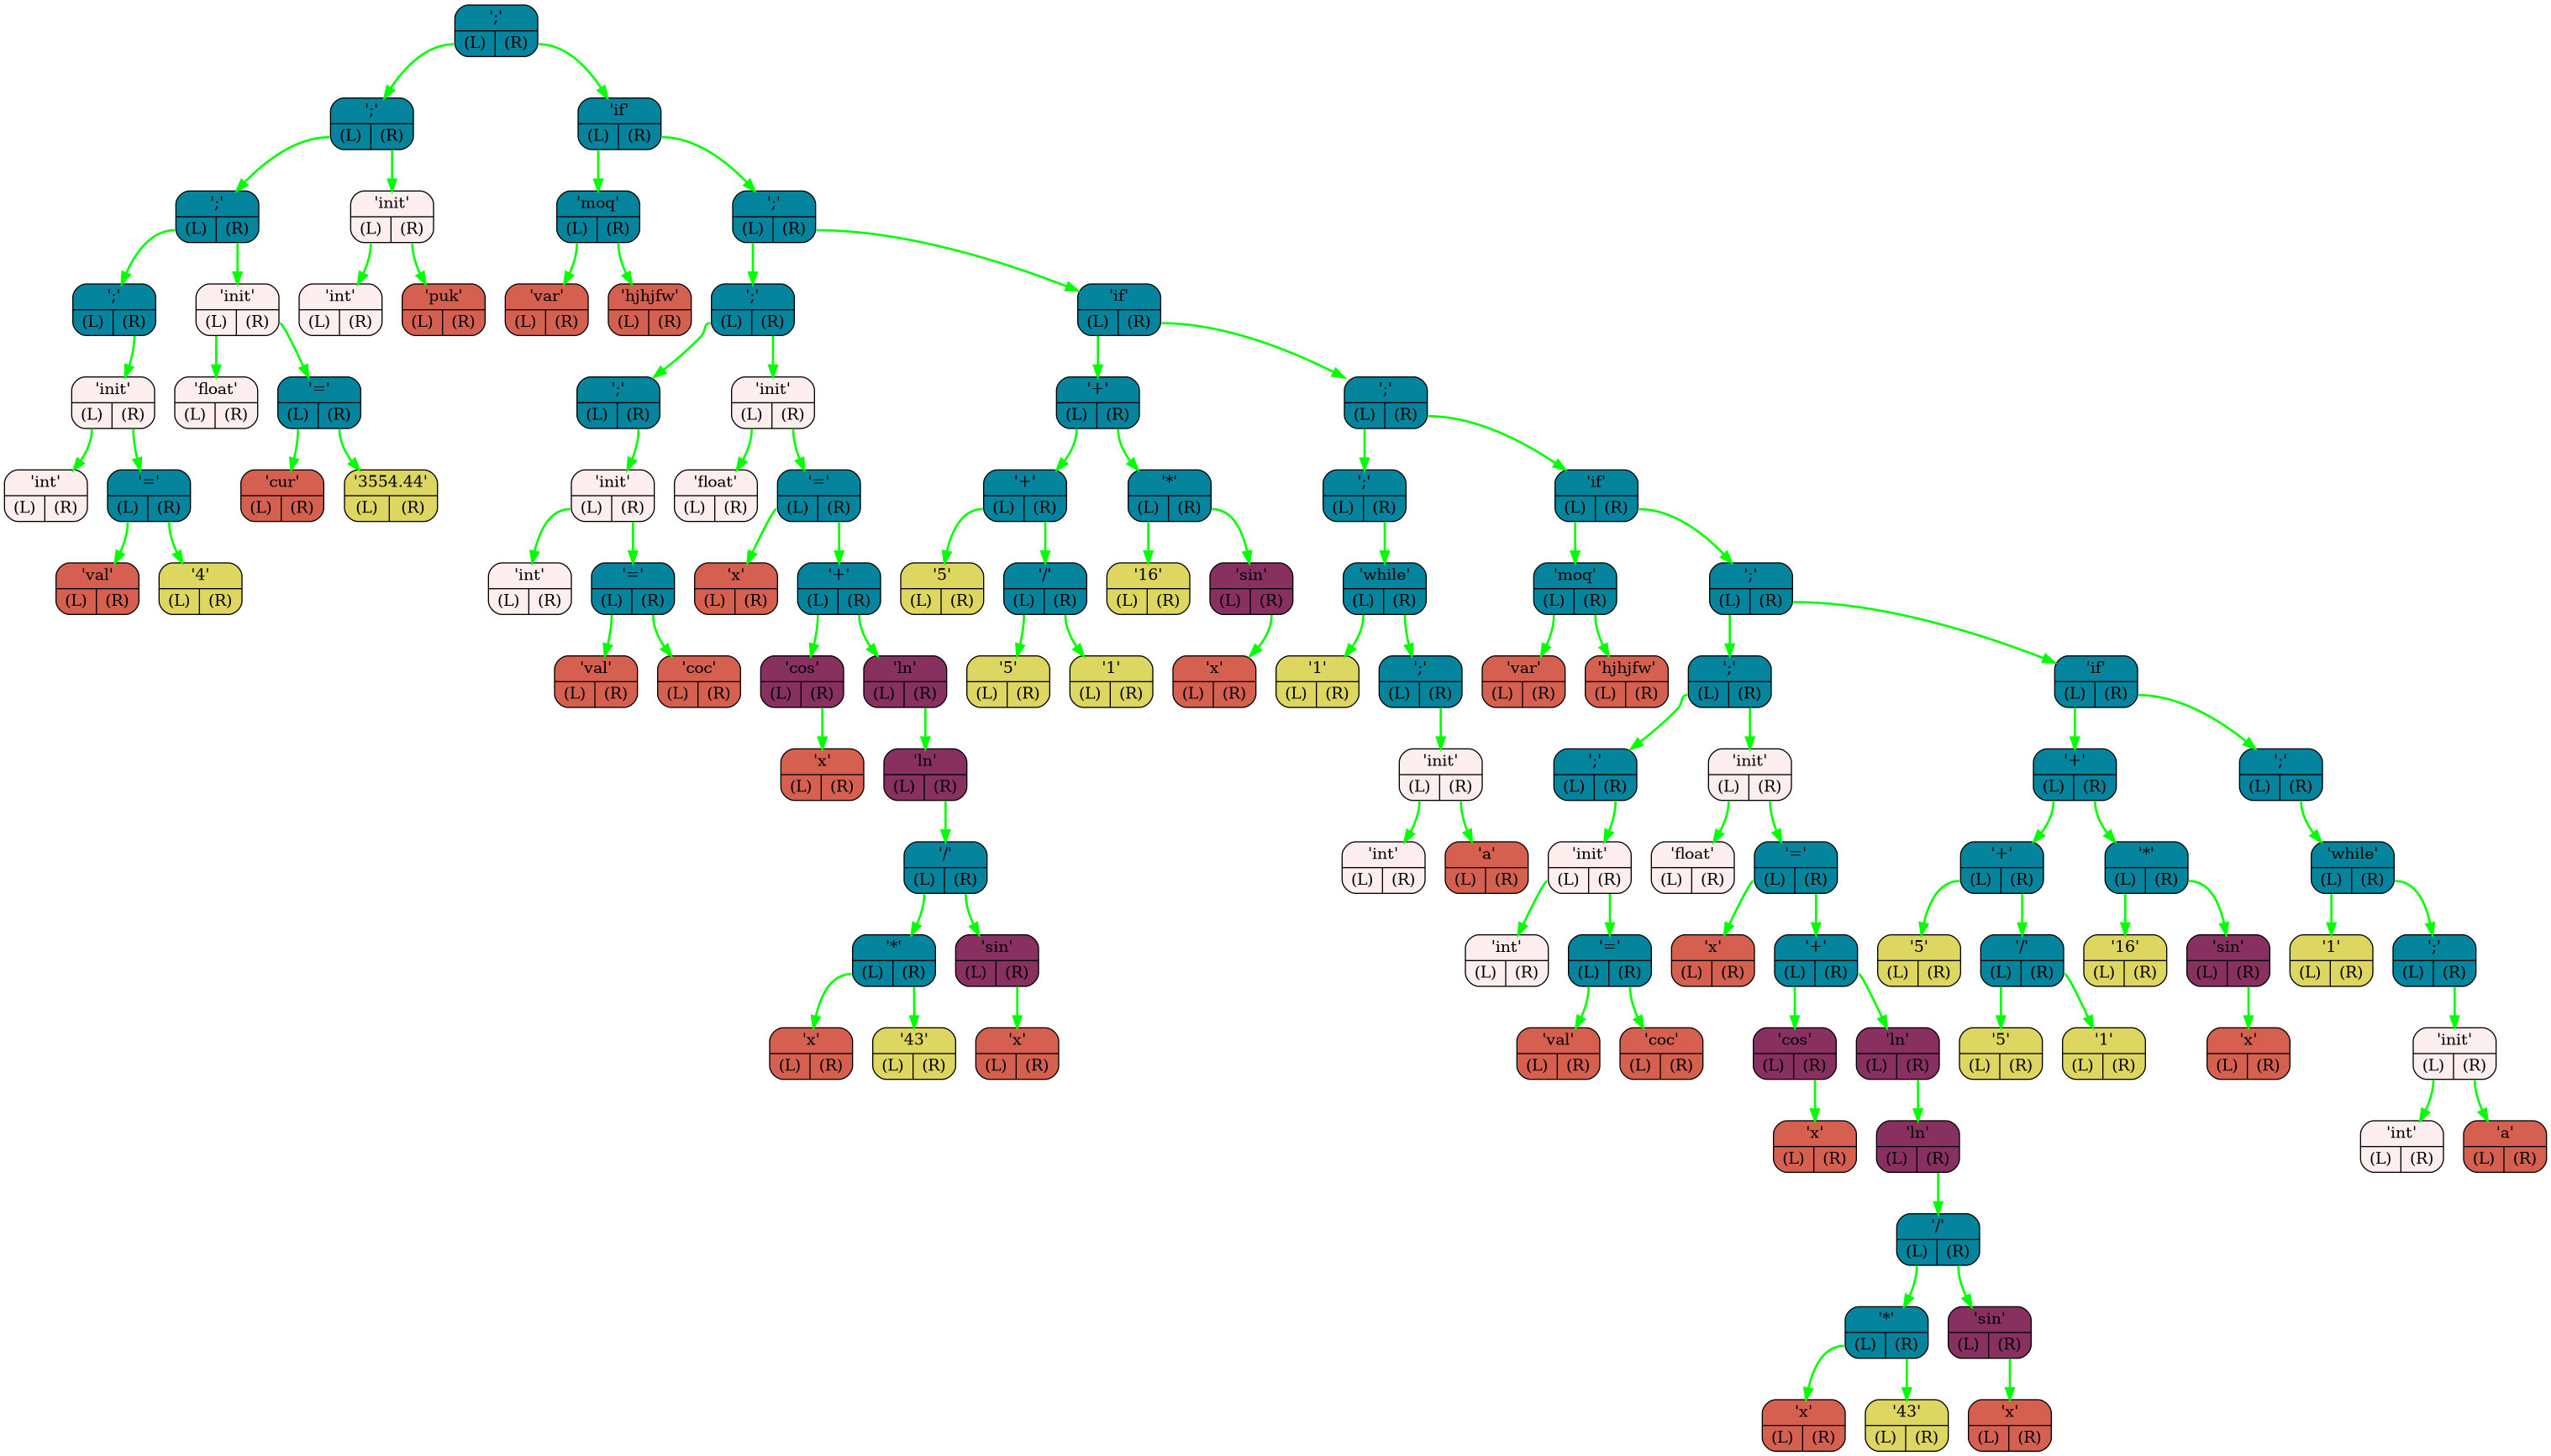 ';'
(L) (R)
';' 'if'
(L) (R) (L) (R)
';' 'init' 'moq' ';'
(L) (R) (L) (R) (L) (R) (L) (R)
';' 'init' 'int' 'puk' 'var' 'hjhjfw' ';' 'if'
(L) (R) (L) (R) (L) (R) (L) (R) (L) (R) (L) (R) (L) (R) (L) (R)
'init' 'float' '=' ';' 'init' '+' ';'
(L) (R) (L) (R) (L) (R) (L) (R) (L) (R) (L) (R) (L) (R)
'int' '=' 'cur' '3554.44' 'init' 'float' '=' '+' '*' ';' 'if'
(L) (R) (L) (R) (L) (R) (L) (R) (L) (R) (L) (R) (L) (R) (L) (R) (L) (R) (L) (R) (L) (R)
'val' '4' 'int' '=' 'x' '+' '5' '/' '16' 'sin' 'while' 'moq' ';'
(L) (R) (L) (R) (L) (R) (L) (R) (L) (R) (L) (R) (L) (R) (L) (R) (L) (R) (L) (R) (L) (R) (L) (R) (L) (R)
'val' 'coc' 'cos' 'ln' '5' '1' 'x' '1' ';' 'var' 'hjhjfw' ';' 'if'
(L) (R) (L) (R) (L) (R) (L) (R) (L) (R) (L) (R) (L) (R) (L) (R) (L) (R) (L) (R) (L) (R) (L) (R) (L) (R)
'x' 'ln' 'init' ';' 'init' '+' ';'
(L) (R) (L) (R) (L) (R) (L) (R) (L) (R) (L) (R) (L) (R)
'/' 'int' 'a' 'init' 'float' '=' '+' '*' 'while'
(L) (R) (L) (R) (L) (R) (L) (R) (L) (R) (L) (R) (L) (R) (L) (R) (L) (R)
'*' 'sin' 'int' '=' 'x' '+' '5' '/' '16' 'sin' '1' ';'
(L) (R) (L) (R) (L) (R) (L) (R) (L) (R) (L) (R) (L) (R) (L) (R) (L) (R) (L) (R) (L) (R) (L) (R)
'x' '43' 'x' 'val' 'coc' 'cos' 'ln' '5' '1' 'x' 'init'
(L) (R) (L) (R) (L) (R) (L) (R) (L) (R) (L) (R) (L) (R) (L) (R) (L) (R) (L) (R) (L) (R)
'x' 'ln' 'int' 'a'
(L) (R) (L) (R) (L) (R) (L) (R)
'/'
(L) (R)
'*' 'sin'
(L) (R) (L) (R)
'x' '43' 'x'
(L) (R) (L) (R) (L) (R)